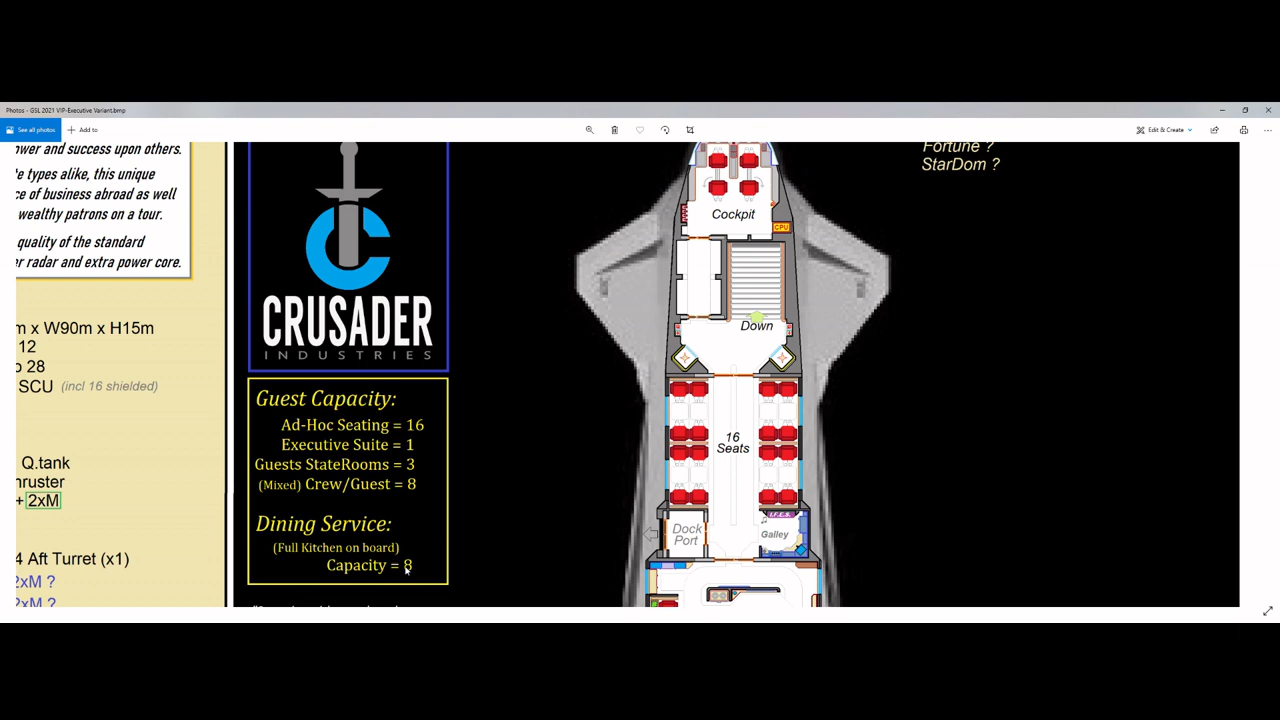 Photos - GSL 2021 VIP-Executive Variant.bmp
See all photos
Add to
Edit & Create
ower and success upon others.
e types alike, this unique
ce of business abroad as well
wealthy patrons on a tour.
quality of the standard
er radar and extra power core.
m x W90m x H15m
12
o 28
SCU (incl 16 shielded)
Q.tank
hruster
+ 2xM
4 Aft Turret (x1)
2xM ?
2xM ?
CRUSADER
INDUSTRIES
Guest Capacity:
Ad-Hoc Seating = 16
Executive Suite = 1
Guests StateRooms = 3
(Mixed) Crew/Guest = 8
Dining Service:
(Full Kitchen on board)
Capacity = 8
Fortune ?
StarDom ?
Cockpit
CPU
Down
16
Seats
Dock
Port
I.F.E.S.
Galley